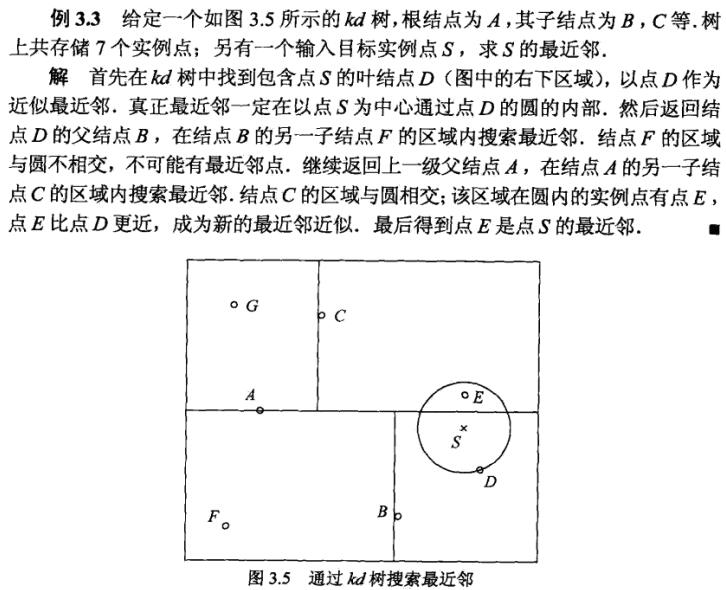 例 3.3 给定一个如图 3.5 所示的 kd 树,根结点为 A,其子结点为 B,C 等.树
上共存储 7 个实例点;另有一个输入目标实例点 S,求 S 的最近邻.
解 首先在 kd 树中找到包含点 S 的叶结点 D(图中的右下区域),以点 D 作为
近似最近邻.真正最近邻一定在以点 S 为中心通过点 D 的圆的内部.然后返回结
点 D 的父结点 B,在结点 B 的另一子结点 F 的区域内搜索最近邻.结点 F 的区域
与圆不相交,不可能有最近邻点.继续返回上一级父结点 A,在结点 A 的另一子结
点 C 的区域内搜索最近邻.结点 C 的区域与圆相交;该区域在圆内的实例点有点 E,
点 E 比点 D 更近,成为新的最近邻近似.最后得到点 E 是点 S 的最近邻. ■
G
C
A
E
S
D
B
F
图 3.5 通过 kd 树搜索最近邻